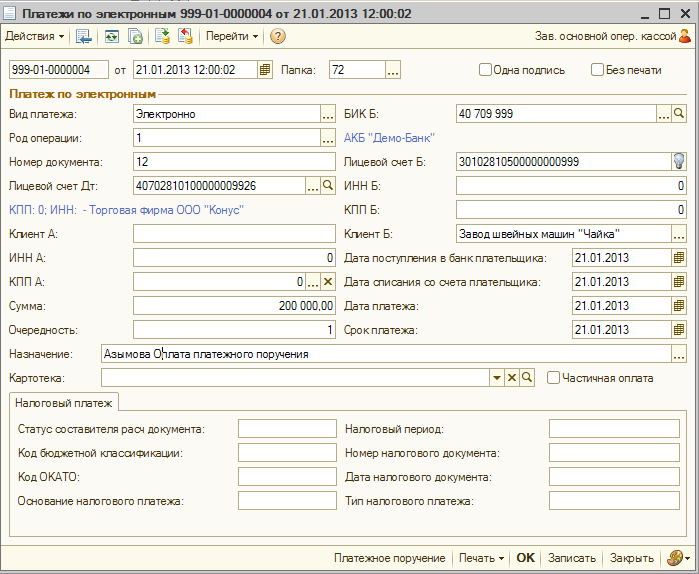 Платежи по электронным 999-01-0000004 от 21.01.2013 12:00:02
Действия Перейти Зав. основной опер. кассой
999-01-0000004 от 21.01.2013 12:00:02 Папка: 72 ... Одна подпись Без печати
Платеж по электронным
Вид платежа: Электронно ... БИК Б: 40 709 999 ...
Род операции: 1 ... АКБ "Демо-Банк"
Номер документа: 12 Лицевой счет Б: 30102810500000000999
Лицевой счет Дт: 40702810100000009926 ... ИНН Б: 0
КПП: 0; ИНН: - Торговая фирма ООО "Конус" КПП Б: 0
Клиент А: Клиент Б: Завод швейных машин "Чайка" ...
ИНН А: 0 Дата поступления в банк плательщика: 21.01.2013
КПП А: 0 ... Дата списания со счета плательщика: 21.01.2013
Сумма: 200 000,00 Дата платежа: 21.01.2013
Очередность: 1 Срок платежа: 21.01.2013
Назначение: Азымова Оплата платежного поручения ...
Картотека: Частичная оплата
Налоговый платеж
Статус составителя расч документа: Налоговый период:
Код бюджетной классификации: Номер налогового документа:
Код ОКАТО: Дата налогового документа:
Основание налогового платежа: Тип налогового платежа:
Платежное поручение Печать OK Записать Закрыть